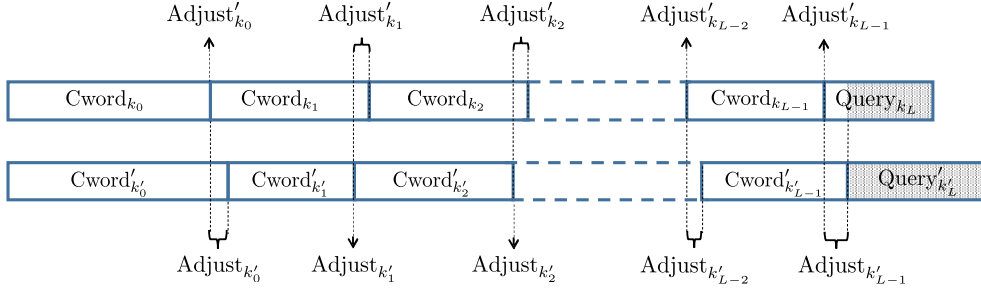 Adjust′_{k_0} Adjust′_{k_1} Adjust′_{k_2} Adjust′_{k_{L−2}} Adjust′_{k_{L−1}}
Cword_{k_0} Cword_{k_1} Cword_{k_2} Cword_{k_{L−1}} Query_{k_L}
Cword′_{k′_0} Cword′_{k′_1} Cword′_{k′_2} Cword′_{k′_{L−1}} Query′_{k′_L}
Adjust_{k′_0} Adjust_{k′_1} Adjust_{k′_2} Adjust_{k′_{L−2}} Adjust_{k′_{L−1}}